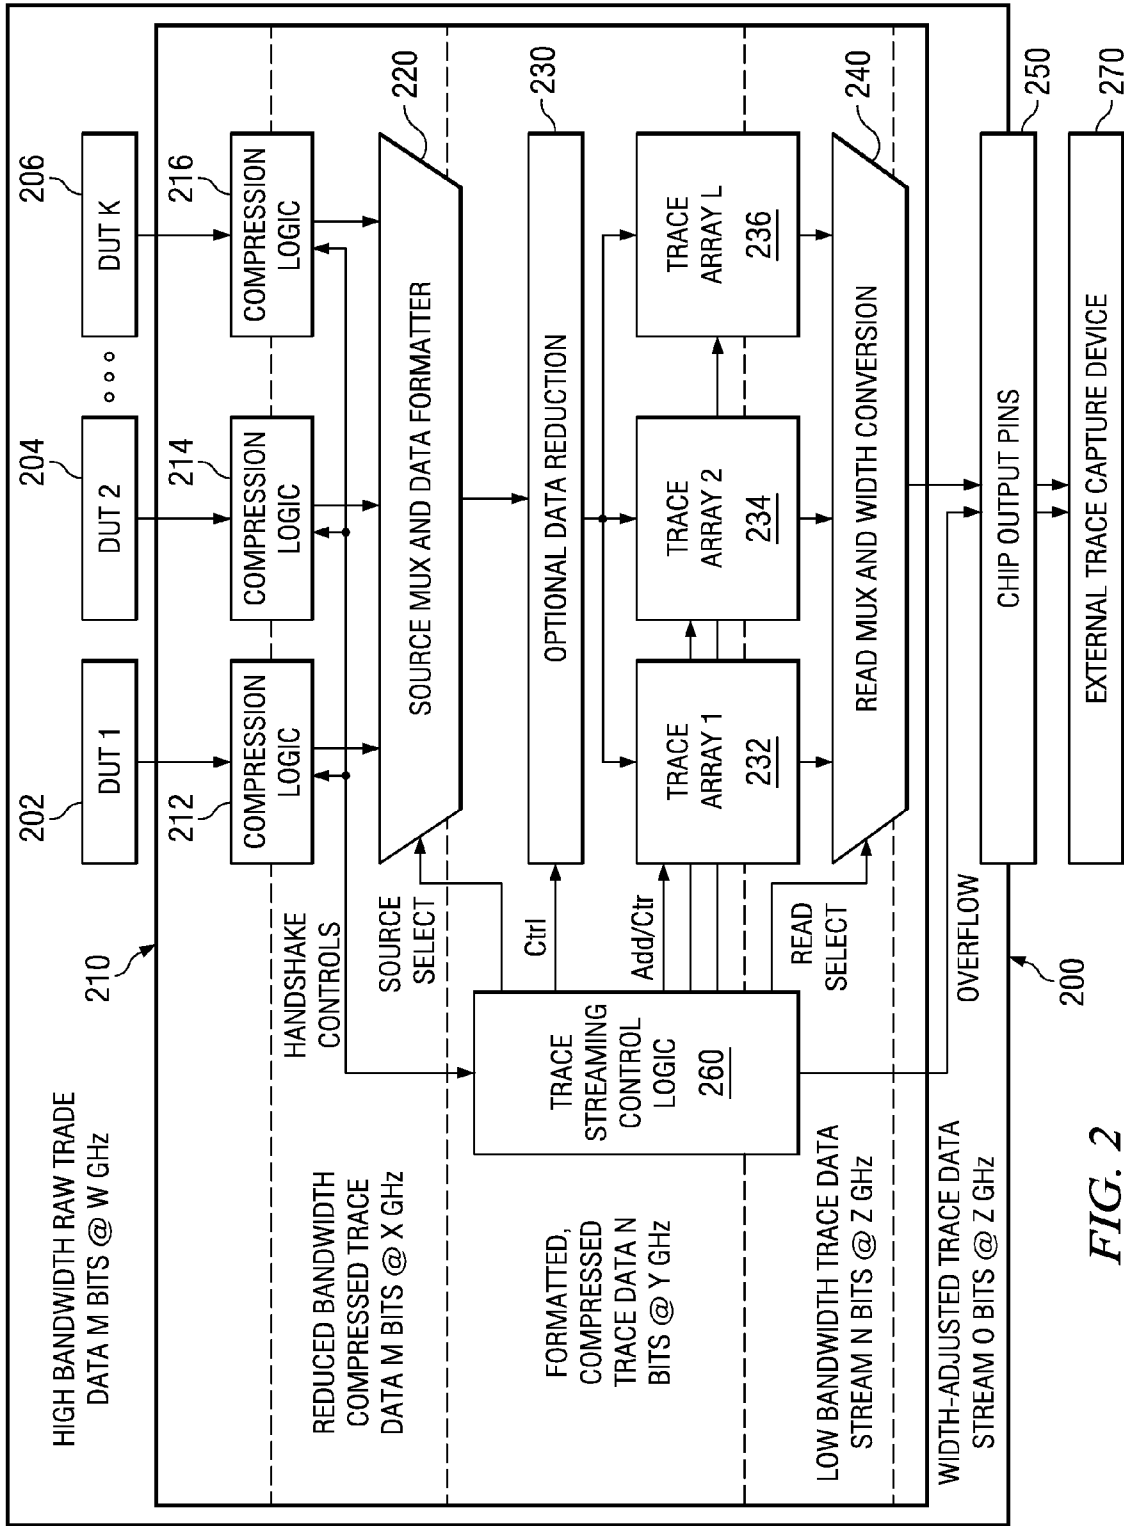 HIGH BANDWIDTH RAW TRADE
DATA M BITS @ W GHz
202
DUT 1
204
DUT 2
206
DUT K
210
212
COMPRESSION
LOGIC
214
COMPRESSION
LOGIC
216
COMPRESSION
LOGIC
HANDSHAKE
CONTROLS
REDUCED BANDWIDTH
COMPRESSED TRACE
DATA M BITS @ X GHz
SOURCE
SELECT
SOURCE MUX AND DATA FORMATTER
220
Ctrl
OPTIONAL DATA REDUCTION
230
FORMATTED,
COMPRESSED
TRACE DATA N
BITS @ Y GHz
TRACE
STREAMING
CONTROL
LOGIC
260
Add/Ctr
TRACE
ARRAY 1
232
TRACE
ARRAY 2
234
TRACE
ARRAY L
236
READ
SELECT
READ MUX AND WIDTH CONVERSION
240
LOW BANDWIDTH TRACE DATA
STREAM N BITS @ Z GHz
WIDTH-ADJUSTED TRACE DATA
STREAM O BITS @ Z GHz
OVERFLOW
CHIP OUTPUT PINS
250
200
EXTERNAL TRACE CAPTURE DEVICE
270
FIG. 2